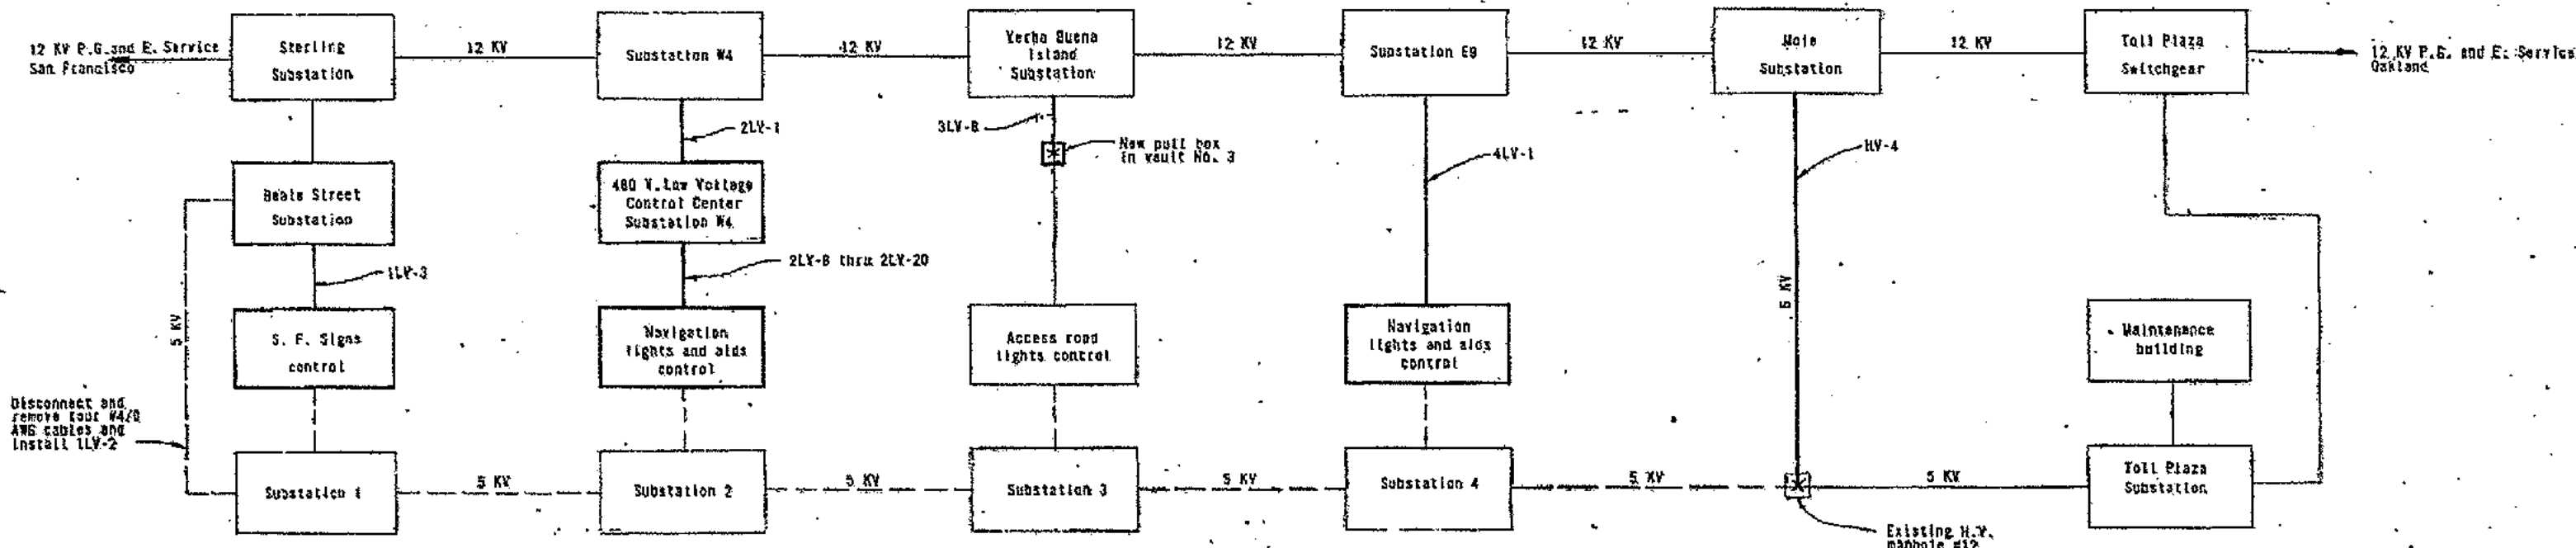 12 KV P.G. and E. Service
San Francisco
Sterling
Substation
12 KV
Substation W4
12 KV
Yerba Buena
Island
Substation
12 KV
Substation E9
12 KV
Mole
Substation
12 KV
Toll Plaza
Switchgear
12 KV P.G. and E. Service
Oakland
2LV-1
3LV-8
New pull box
in vault No. 3
4LV-1
HV-4
Beale Street
Substation
480 V.Low Voltage
Control Center
Substation W4
5 KV
1LV-3
2LV-8 thru 2LV-20
5 KV
S. F. Signs
control
Navigation
lights and aids
control
Access road
lights control
Navigation
lights and aids
control
Maintenance
building
Disconnect and
remove four #4/0
AWG cables and
Install 1LV-2
Substation 1
5 KV
Substation 2
5 KV
Substation 3
5 KV
Substation 4
5 KV
5 KV
Toll Plaza
Substation
Existing H.V.
manhole #12